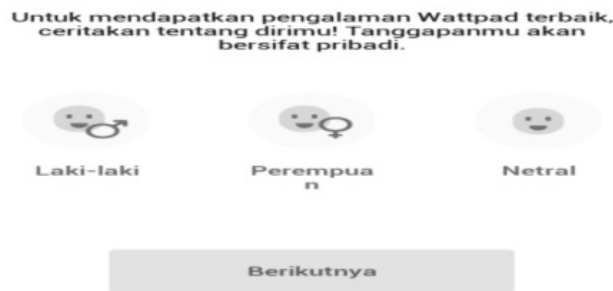 Untuk mendapatkan pengalaman Wattpad terbaik,
ceritakan tentang dirimu! Tanggapanmu akan
bersifat pribadi.
Laki-laki
Perempua
n
Netral
Berikutnya